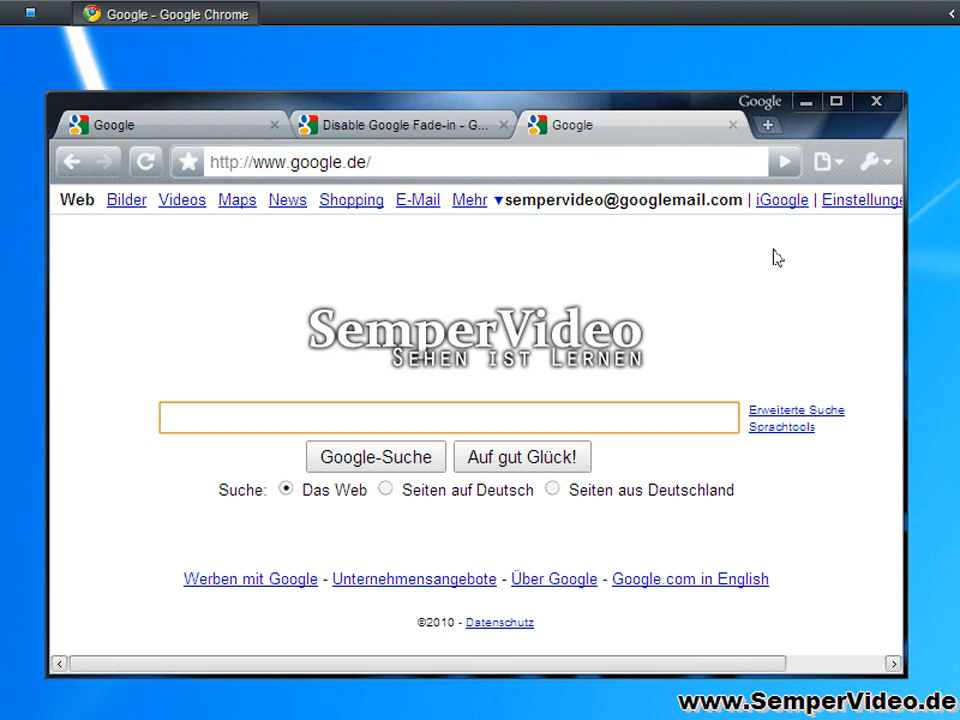 Google - Google Chrome
Google
Google
Disable Google Fade-in - G...
Google
http://www.google.de/
Web Bilder Videos Maps News Shopping E-Mail Mehr ▼ sempervideo@googlemail.com | iGoogle | Einstellunge
SemperVideo
SEHEN IST LERNEN
Erweiterte Suche
Sprachtools
Google-Suche Auf gut Glück!
Suche: Das Web Seiten auf Deutsch Seiten aus Deutschland
Werben mit Google - Unternehmensangebote - Über Google - Google.com in English
©2010 - Datenschutz
www.SemperVideo.de